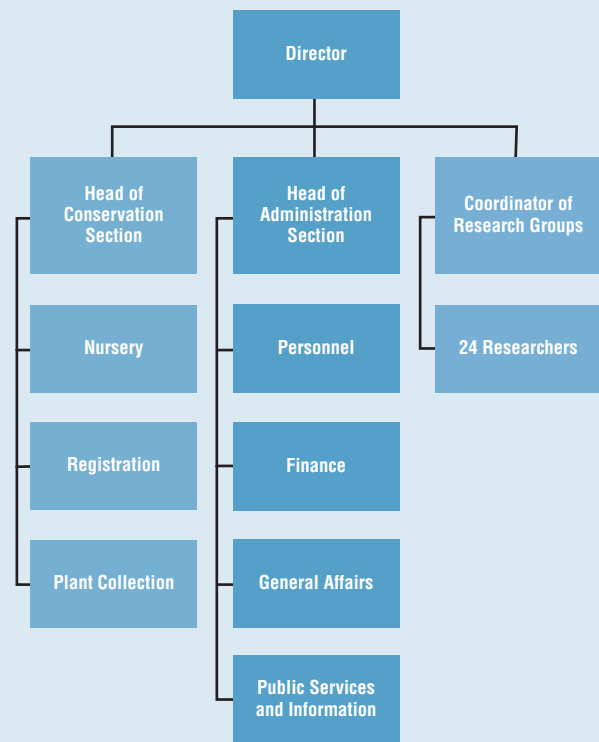 Director
Head of
Conservation
Section
Nursery
Registration
Plant Collection
Head of
Administration
Section
Personnel
Finance
General Affairs
Public Services
and Information
Coordinator of
Research Groups
24 Researchers